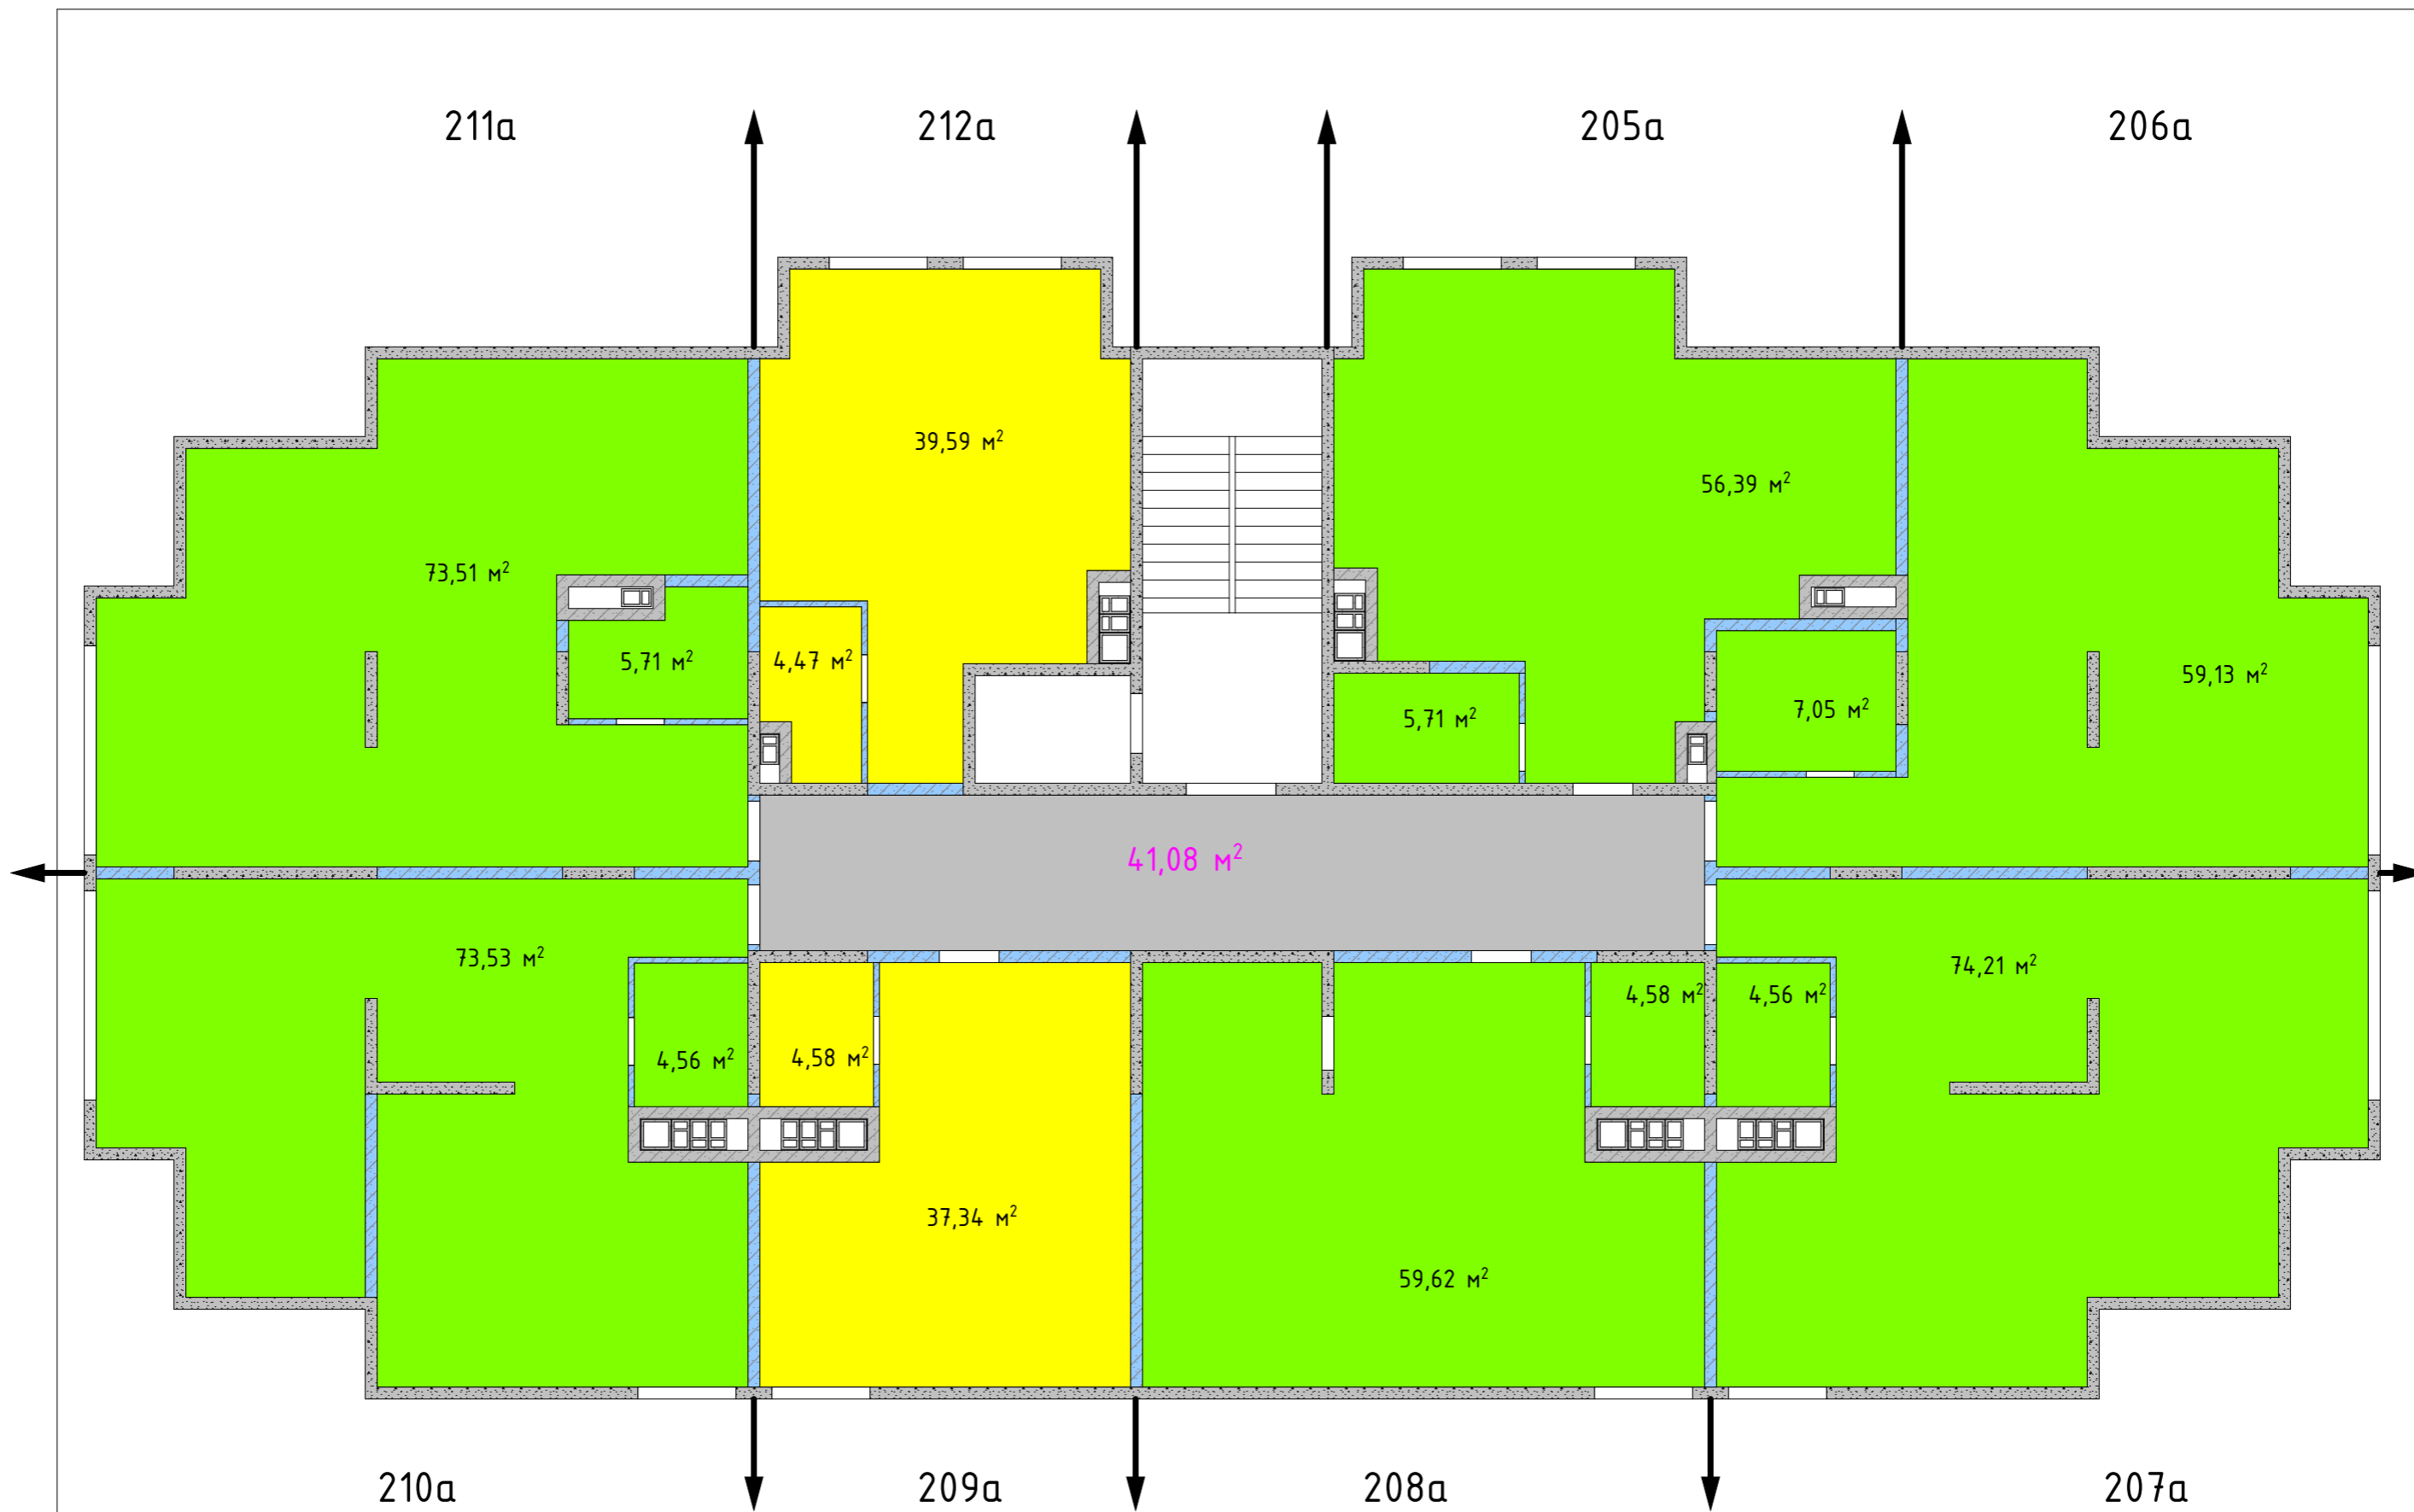 211а
212а
205а
206а
39,59 м²
56,39 м²
73,51 м²
5,71 м²
4,47 м²
59,13 м²
7,05 м²
5,71 м²
41,08 м²
73,53 м²
74,21 м²
4,58 м²
4,56 м²
4,56 м²
4,58 м²
37,34 м²
59,62 м²
210а
209а
208а
207а